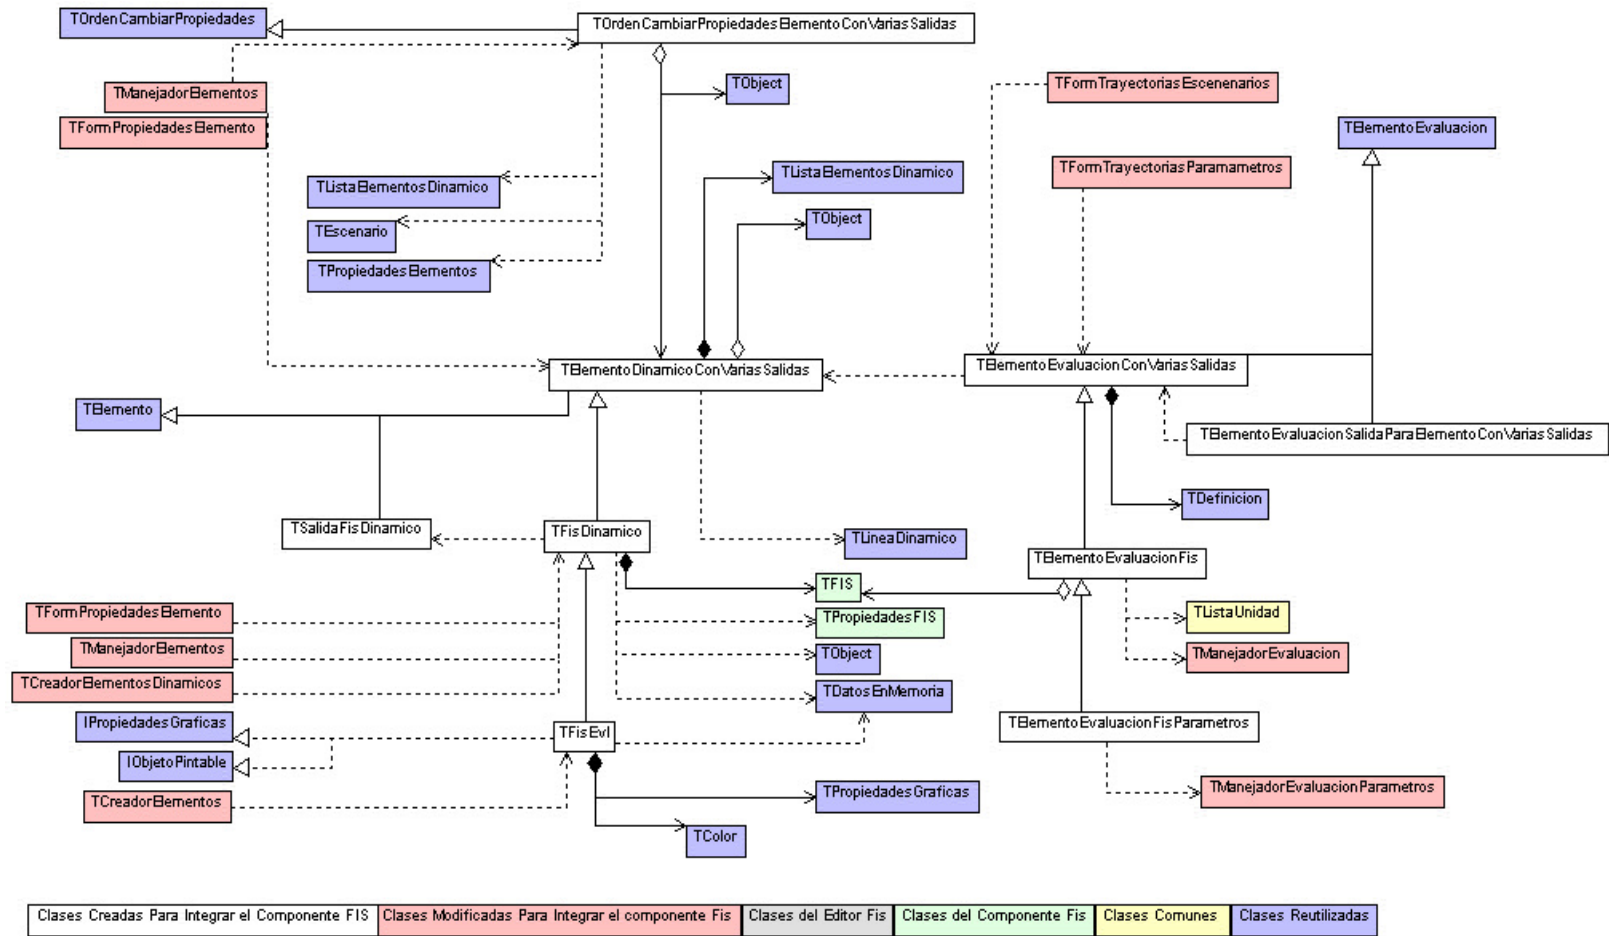 TOrdenCambiarPropiedades
TOrdenCambiarPropiedadesElementoConVariasSalidas
TManejadorElementos
TObject
TFormTrayectoriasEscenenarios
TFormPropiedadesElemento
TElementoEvaluacion
TFormTrayectoriasParamametros
TListaElementosDinamico
TListaElementosDinamico
TObject
TEscenario
TPropiedadesElementos
TElementoDinamicoConVariasSalidas
TElementoEvaluacionConVariasSalidas
TElemento
TElementoEvaluacionSalidaParaElementoConVariasSalidas
TDefinicion
TSalidaFisDinamico
TFisDinamico
TLineaDinamico
TElementoEvaluacionFis
TFIS
TFormPropiedadesElemento
TPropiedadesFIS
TListaUnidad
TManejadorElementos
TObject
TManejadorEvaluacion
TCreadorElementosDinamicos
TDatosEnMemoria
IPropiedadesGraficas
TFisEvl
TElementoEvaluacionFisParametros
IObjetoPintable
TCreadorElementos
TPropiedadesGraficas
TManejadorEvaluacionParametros
TColor
Clases Creadas Para Integrar el Componente FIS
Clases Modificadas Para Integrar el componente Fis
Clases del Editor Fis
Clases del Componente Fis
Clases Comunes
Clases Reutilizadas